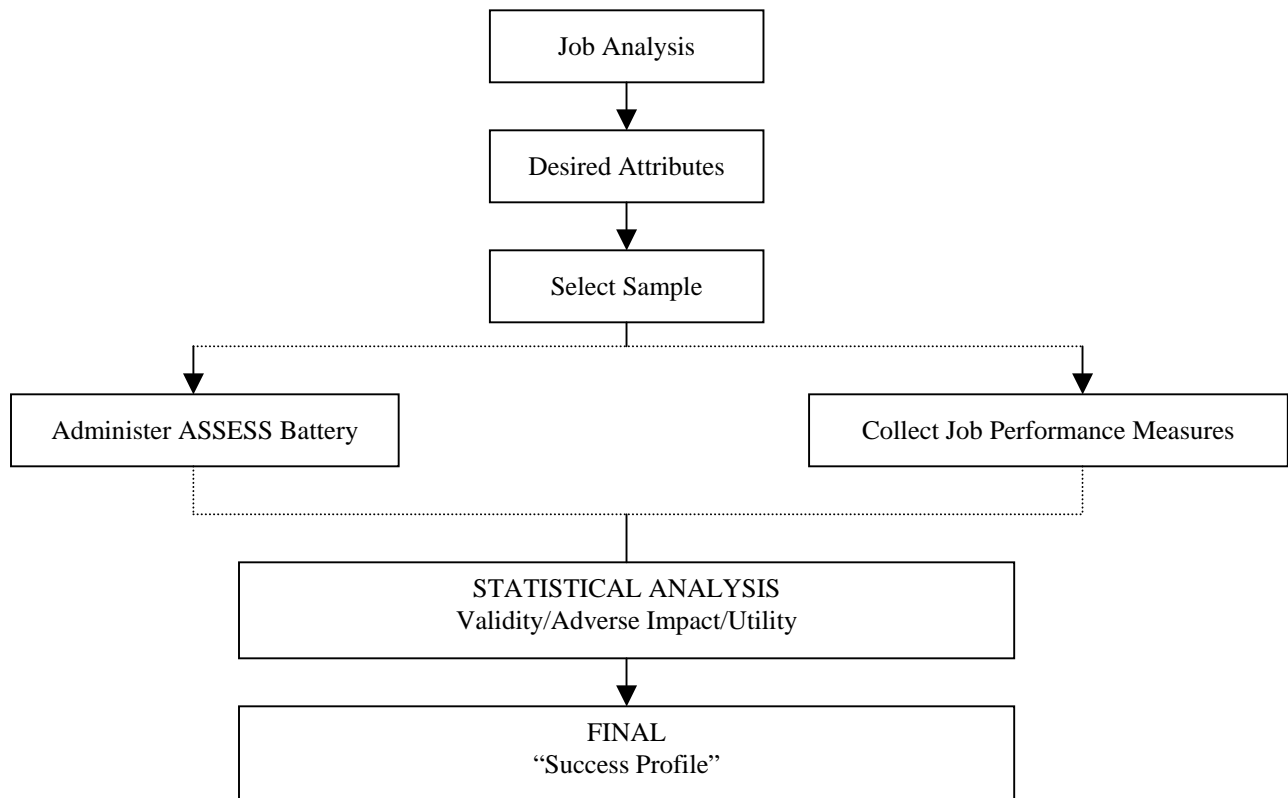 Job Analysis
Desired Attributes
Select Sample
Administer ASSESS Battery
Collect Job Performance Measures
STATISTICAL ANALYSIS
Validity/Adverse Impact/Utility
FINAL
“Success Profile”